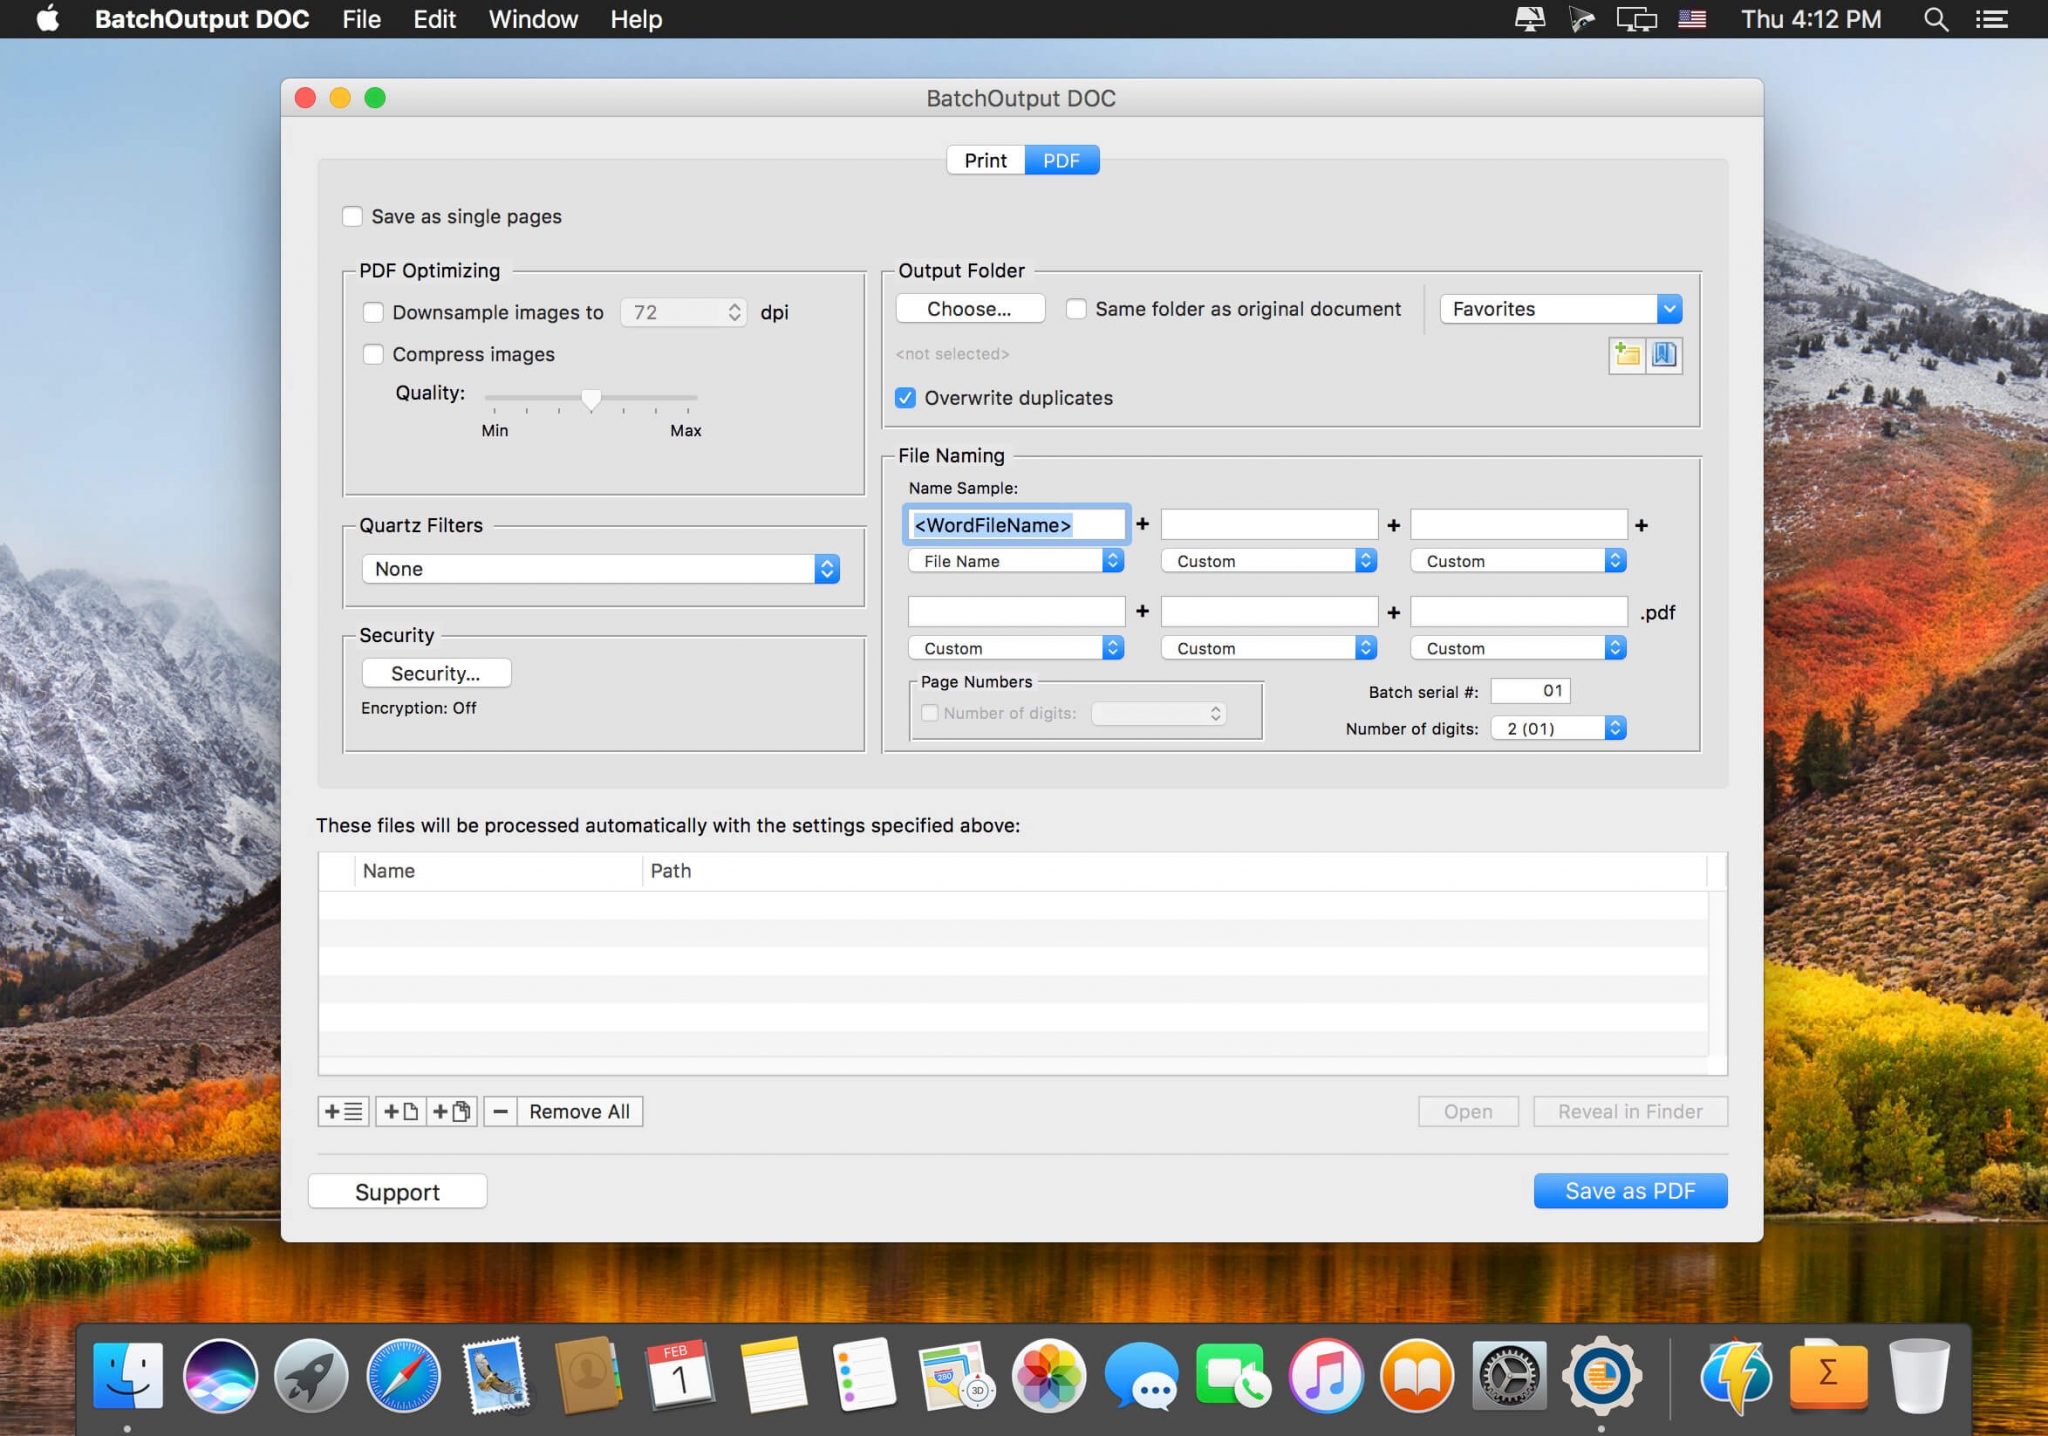 BatchOutput DOC File Edit Window Help Thu 4:12 PM
BatchOutput DOC
Print PDF
Save as single pages
PDF Optimizing
Downsample images to 72 dpi
Compress images
Quality:
Min Max
Quartz Filters
None
Security
Security...
Encryption: Off
Output Folder
Choose... Same folder as original document Favorites
<not selected>
Overwrite duplicates
File Naming
Name Sample:
<WordFileName> + + +
File Name Custom Custom
+ + .pdf
Custom Custom Custom
Page Numbers
Number of digits:
Batch serial #: 01
Number of digits: 2 (01)
These files will be processed automatically with the settings specified above:
Name Path
+ + + − Remove All Open Reveal in Finder
Support Save as PDF
FEB
1
280
3D
Σ